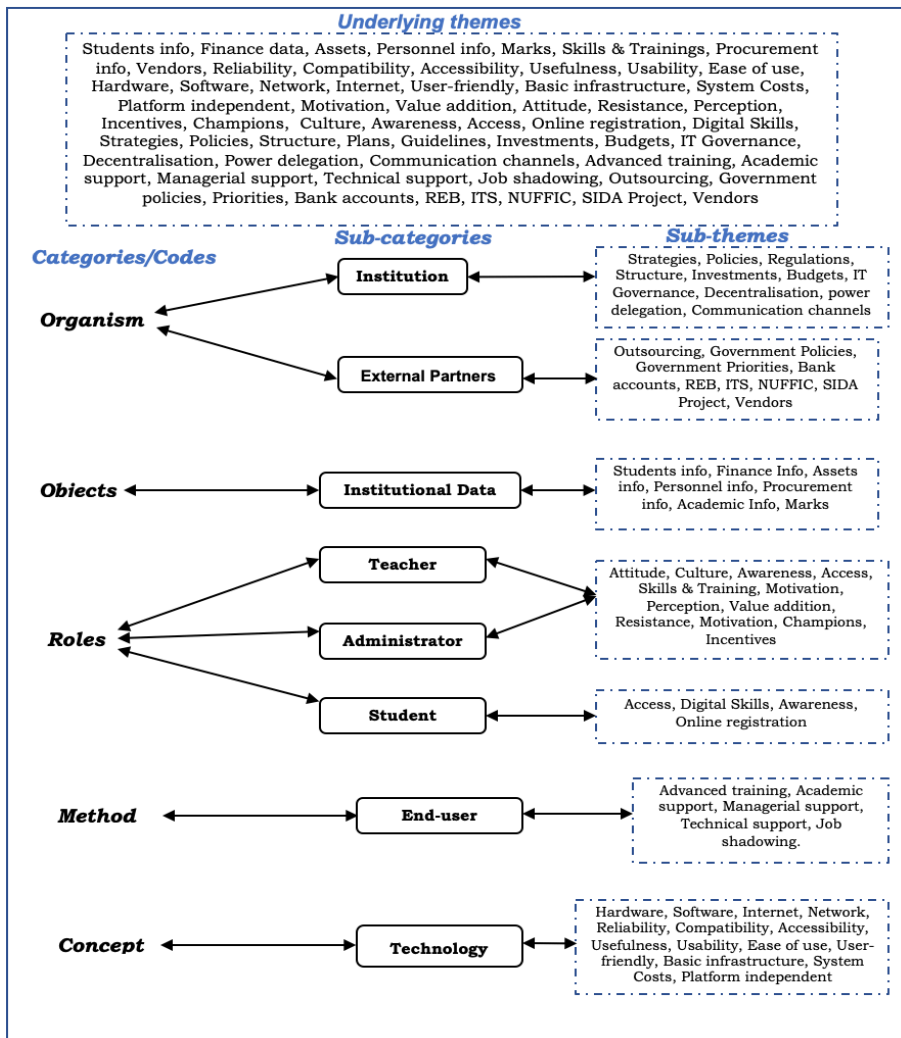 Underlying themes
Students info, Finance data, Assets, Personnel info, Marks, Skills & Trainings, Procurement
info, Vendors, Reliability, Compatibility, Accessibility, Usefulness, Usability, Ease of use,
Hardware, Software, Network, Internet, User-friendly, Basic infrastructure, System Costs,
Platform independent, Motivation, Value addition, Attitude, Resistance, Perception,
Incentives, Champions, Culture, Awareness, Access, Online registration, Digital Skills,
Strategies, Policies, Structure, Plans, Guidelines, Investments, Budgets, IT Governance,
Decentralisation, Power delegation, Communication channels, Advanced training, Academic
support, Managerial support, Technical support, Job shadowing, Outsourcing, Government
policies, Priorities, Bank accounts, REB, ITS, NUFFIC, SIDA Project, Vendors
Categories/Codes
Sub-categories
Sub-themes
Organism
Institution
Strategies, Policies, Regulations,
Structure, Investments, Budgets, IT
Governance, Decentralisation, power
delegation, Communication channels
External Partners
Outsourcing, Government Policies,
Government Priorities, Bank
accounts, REB, ITS, NUFFIC, SIDA
Project, Vendors
Objects
Institutional Data
Students info, Finance Info, Assets
info, Personnel info, Procurement
info, Academic Info, Marks
Roles
Teacher
Administrator
Attitude, Culture, Awareness, Access,
Skills & Training, Motivation,
Perception, Value addition,
Resistance, Motivation, Champions,
Incentives
Student
Access, Digital Skills, Awareness,
Online registration
Method
End-user
Advanced training, Academic
support, Managerial support,
Technical support, Job
shadowing.
Concept
Technology
Hardware, Software, Internet, Network,
Reliability, Compatibility, Accessibility,
Usefulness, Usability, Ease of use, User-
friendly, Basic infrastructure, System
Costs, Platform independent